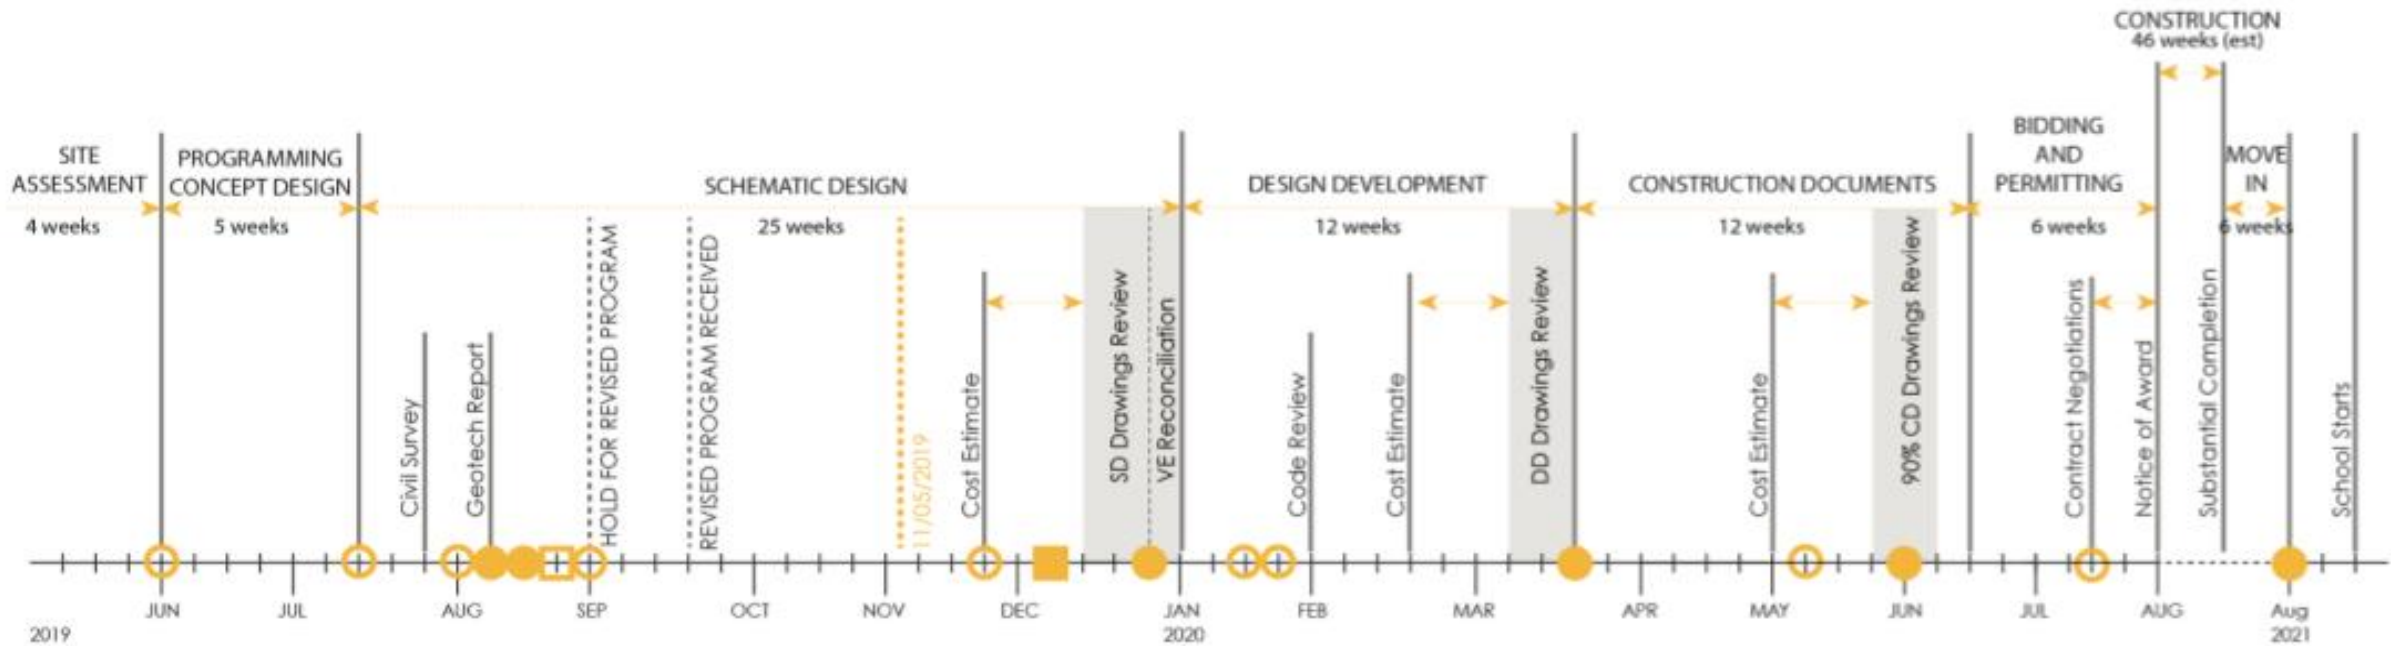 CONSTRUCTION
46 weeks (est)
SITE
ASSESSMENT
4 weeks
PROGRAMMING
CONCEPT DESIGN
5 weeks
SCHEMATIC DESIGN
25 weeks
DESIGN DEVELOPMENT
12 weeks
CONSTRUCTION DOCUMENTS
12 weeks
BIDDING
AND
PERMITTING
6 weeks
MOVE
IN
6 weeks
Civil Survey
Geotech Report
HOLD FOR REVISED PROGRAM
REVISED PROGRAM RECEIVED
11/05/2019
Cost Estimate
SD Drawings Review
VE Reconciliation
Code Review
Cost Estimate
DD Drawings Review
Cost Estimate
90% CD Drawings Review
Contract Negotiations
Notice of Award
Substantial Completion
School Starts
JUN
JUL
AUG
SEP
OCT
NOV
DEC
JAN
FEB
MAR
APR
MAY
JUN
JUL
AUG
Aug
2019
2020
2021